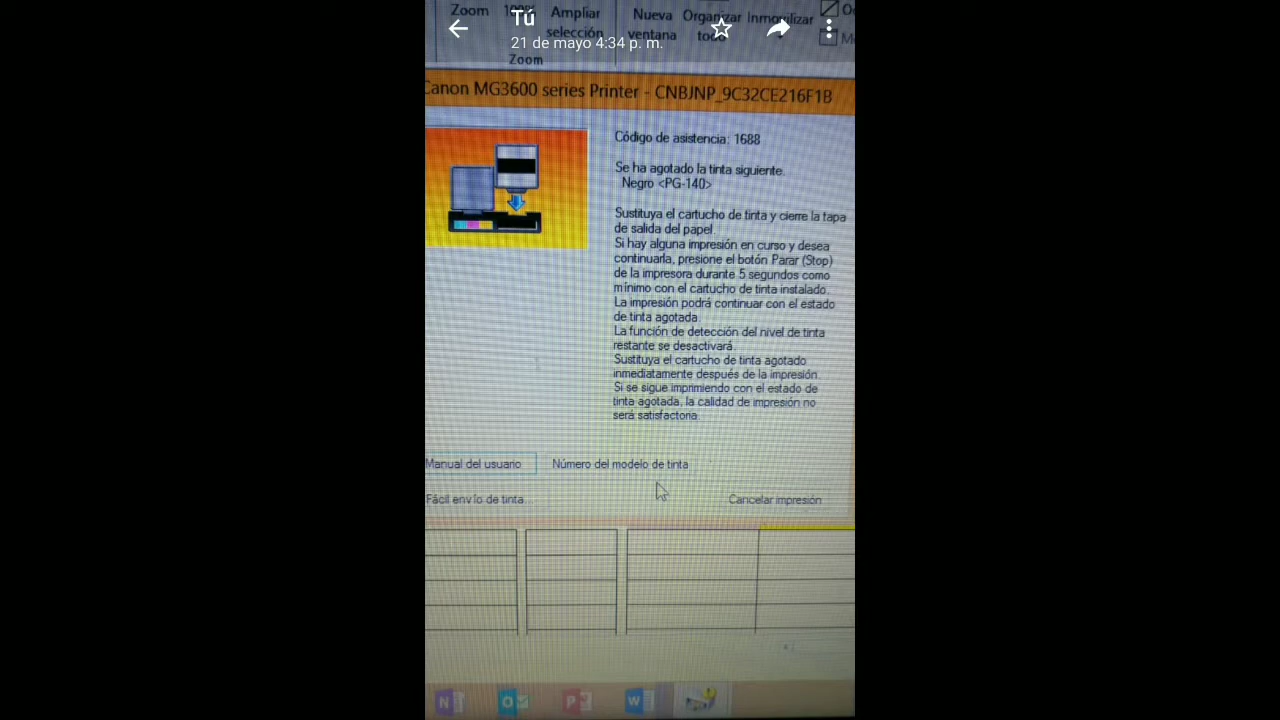 Zoom 100% Ampliar selección Nueva ventana Organizar todo Inmovilizar
Tú
21 de mayo 4:34 p. m.
Zoom
Canon MG3600 series Printer - CNBJNP_9C32CE216F1B
Código de asistencia: 1688
Se ha agotado la tinta siguiente.
Negro <PG-140>
Sustituya el cartucho de tinta y cierre la tapa
de salida del papel.
Si hay alguna impresión en curso y desea
continuarla, presione el botón Parar (Stop)
de la impresora durante 5 segundos como
mínimo con el cartucho de tinta instalado.
La impresión podrá continuar con el estado
de tinta agotada.
La función de detección del nivel de tinta
restante se desactivará.
Sustituya el cartucho de tinta agotado
inmediatamente después de la impresión.
Si se sigue imprimiendo con el estado de
tinta agotada, la calidad de impresión no
será satisfactoria.
Manual del usuario Número del modelo de tinta
Fácil envío de tinta... Cancelar impresión
N O P W